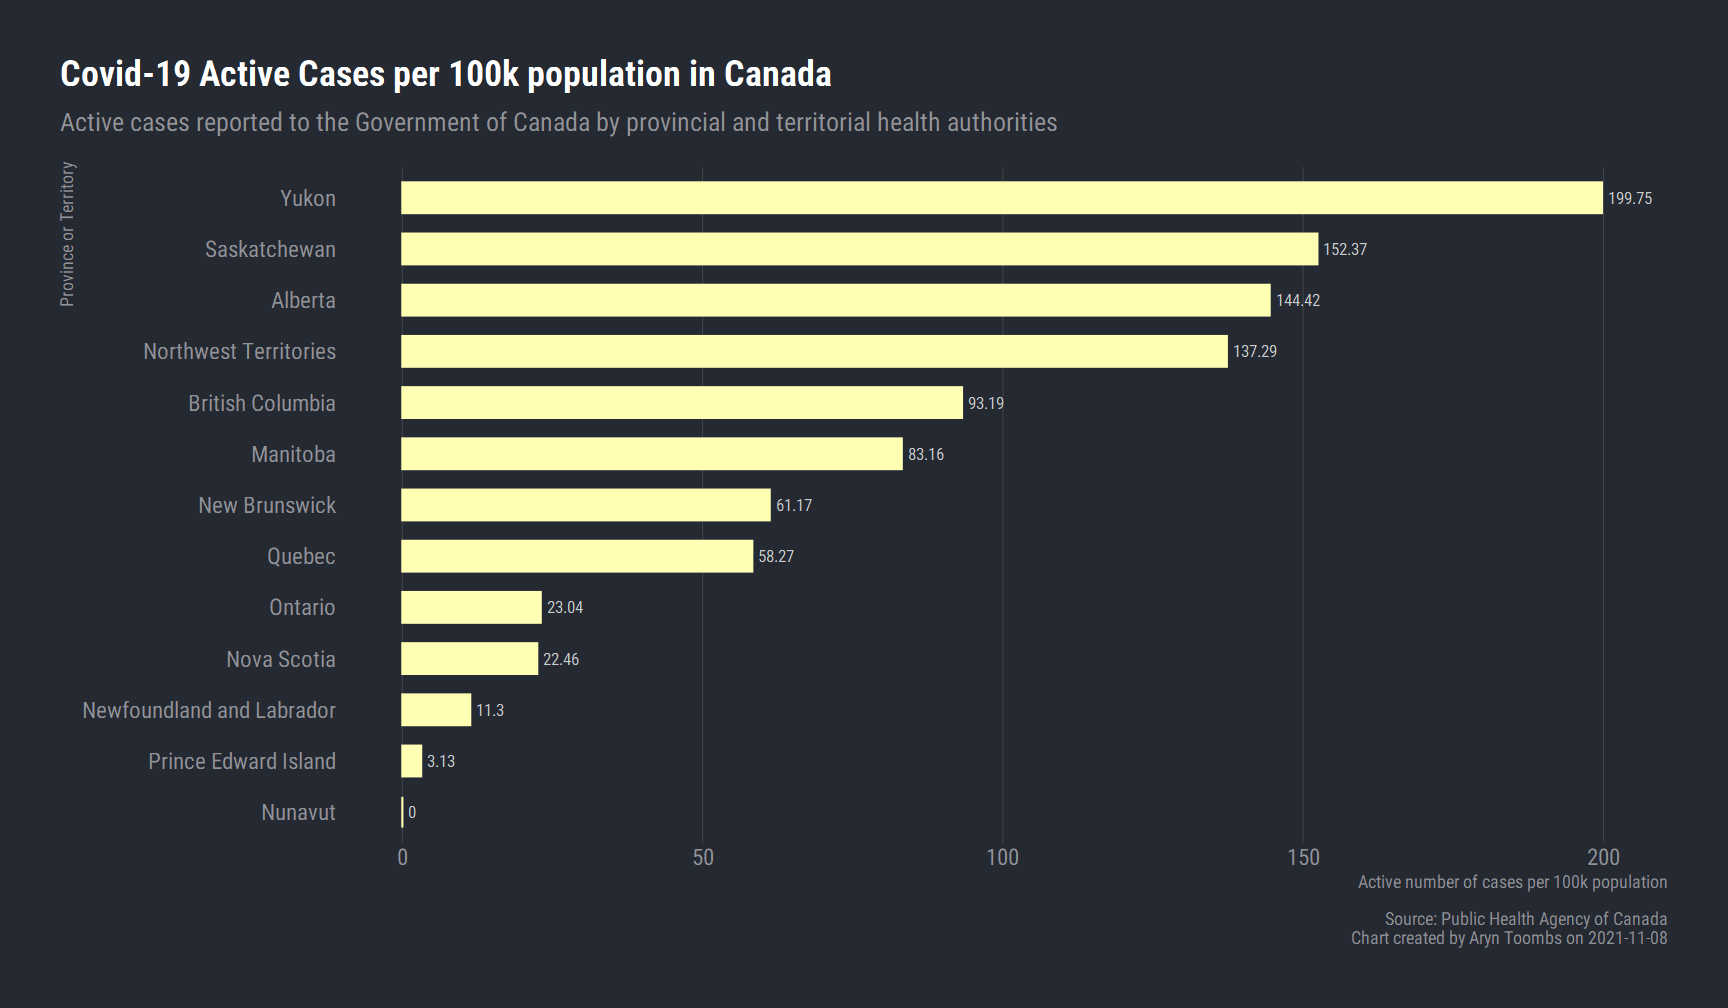 Covid-19 Active Cases per 100k population in Canada
Active cases reported to the Government of Canada by provincial and territorial health authorities
Province or Territory
Yukon 199.75
Saskatchewan 152.37
Alberta 144.42
Northwest Territories 137.29
British Columbia 93.19
Manitoba 83.16
New Brunswick 61.17
Quebec 58.27
Ontario 23.04
Nova Scotia 22.46
Newfoundland and Labrador 11.3
Prince Edward Island 3.13
Nunavut 0
0 50 100 150 200
Active number of cases per 100k population
Source: Public Health Agency of Canada
Chart created by Aryn Toombs on 2021-11-08